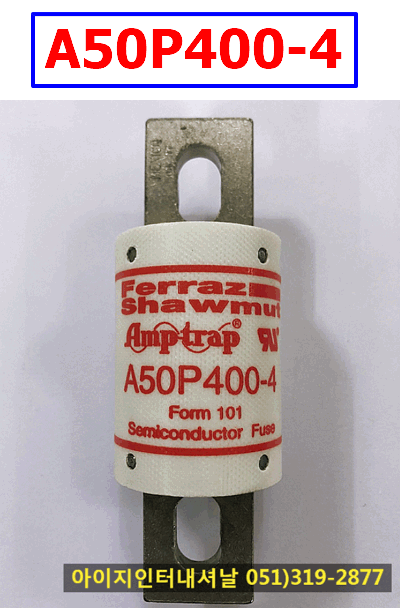 A50P400-4
Ferraz
Shawmut
Amp-trap®
A50P400-4
Form 101
Semiconductor Fuse
아이지인터내셔날 051)319-2877